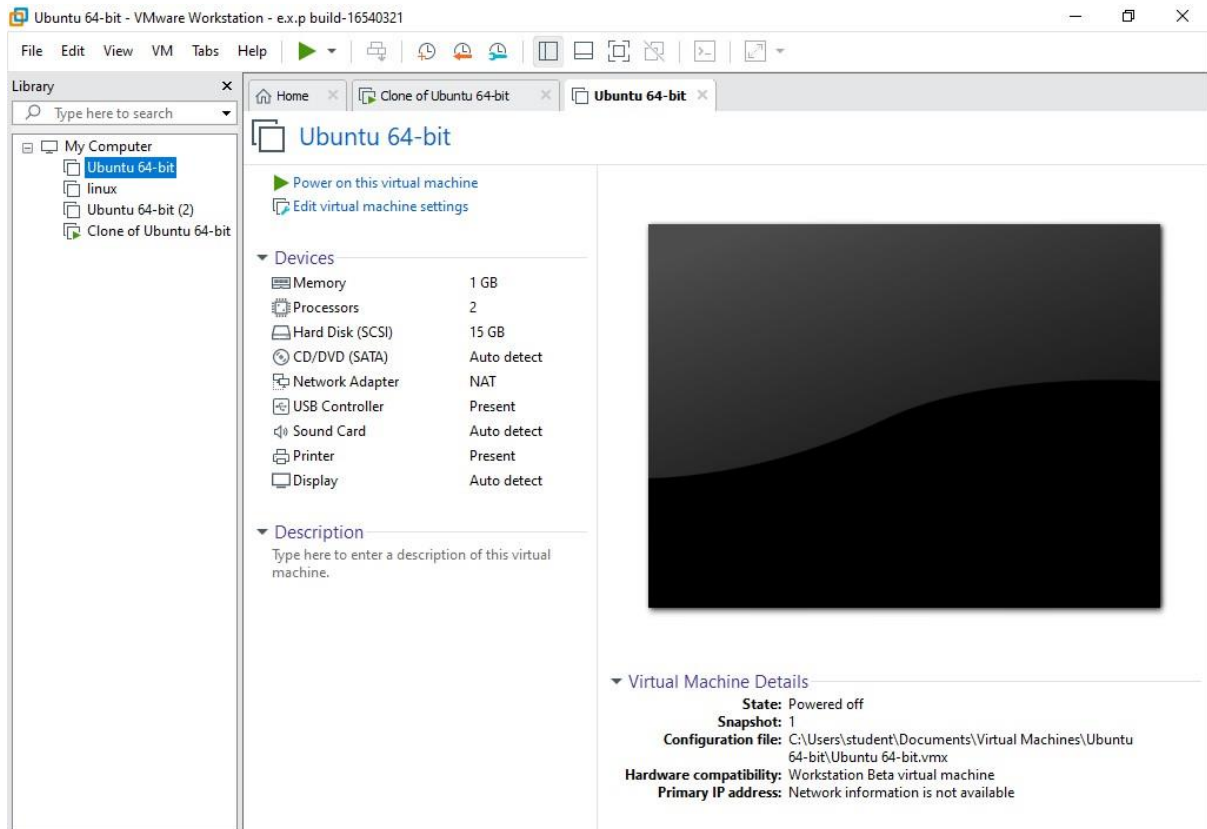 Ubuntu 64-bit - VMware Workstation - e.x.p build-16540321
File Edit View VM Tabs Help
Library
Type here to search
My Computer
Ubuntu 64-bit
linux
Ubuntu 64-bit (2)
Clone of Ubuntu 64-bit
Home Clone of Ubuntu 64-bit Ubuntu 64-bit
Ubuntu 64-bit
Power on this virtual machine
Edit virtual machine settings
Devices
Memory 1 GB
Processors 2
Hard Disk (SCSI) 15 GB
CD/DVD (SATA) Auto detect
Network Adapter NAT
USB Controller Present
Sound Card Auto detect
Printer Present
Display Auto detect
Description
Type here to enter a description of this virtual
machine.
Virtual Machine Details
State: Powered off
Snapshot: 1
Configuration file: C:\Users\student\Documents\Virtual Machines\Ubuntu
64-bit\Ubuntu 64-bit.vmx
Hardware compatibility: Workstation Beta virtual machine
Primary IP address: Network information is not available